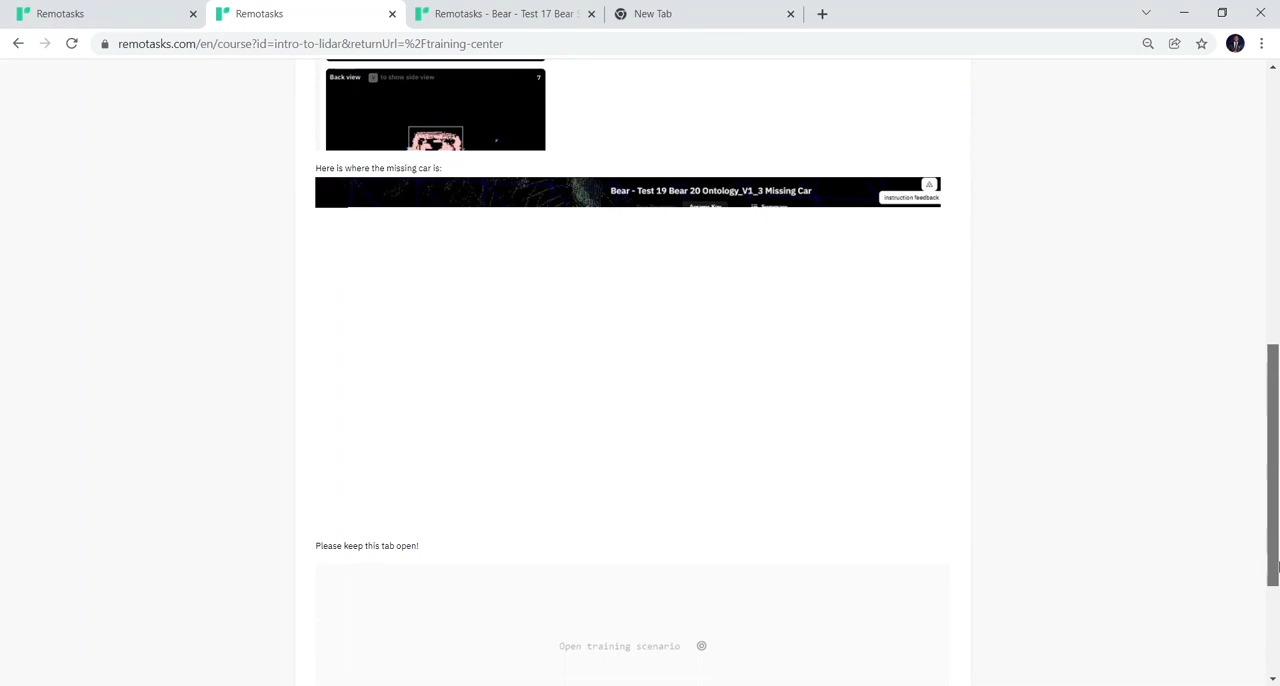 Remotasks
Remotasks
Remotasks - Bear - Test 17 Bear
New Tab
remotasks.com/en/course?id=intro-to-lidar&returnUrl=%2Ftraining-center
Back view
to show side view
7
Here is where the missing car is:
Bear - Test 19 Bear 20 Ontology_V1_3 Missing Car
instruction feedback
Please keep this tab open!
Open training scenario